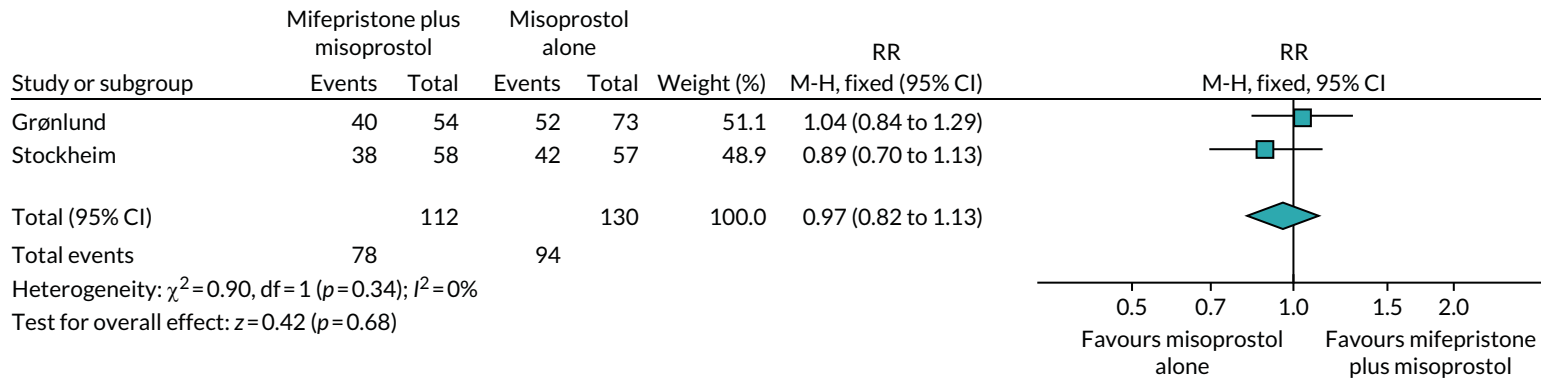 Mifepristone plus misoprostol Misoprostol alone
RR RR
Study or subgroup Events Total Events Total Weight (%) M-H, fixed (95% CI) M-H, fixed, 95% CI
Grønlund 40 54 52 73 51.1 1.04 (0.84 to 1.29)
Stockheim 38 58 42 57 48.9 0.89 (0.70 to 1.13)
Total (95% CI) 112 130 100.0 0.97 (0.82 to 1.13)
Total events 78 94
Heterogeneity: χ²=0.90, df=1 (p=0.34); I²=0%
Test for overall effect: z=0.42 (p=0.68)
0.5 0.7 1.0 1.5 2.0
Favours misoprostol alone Favours mifepristone plus misoprostol